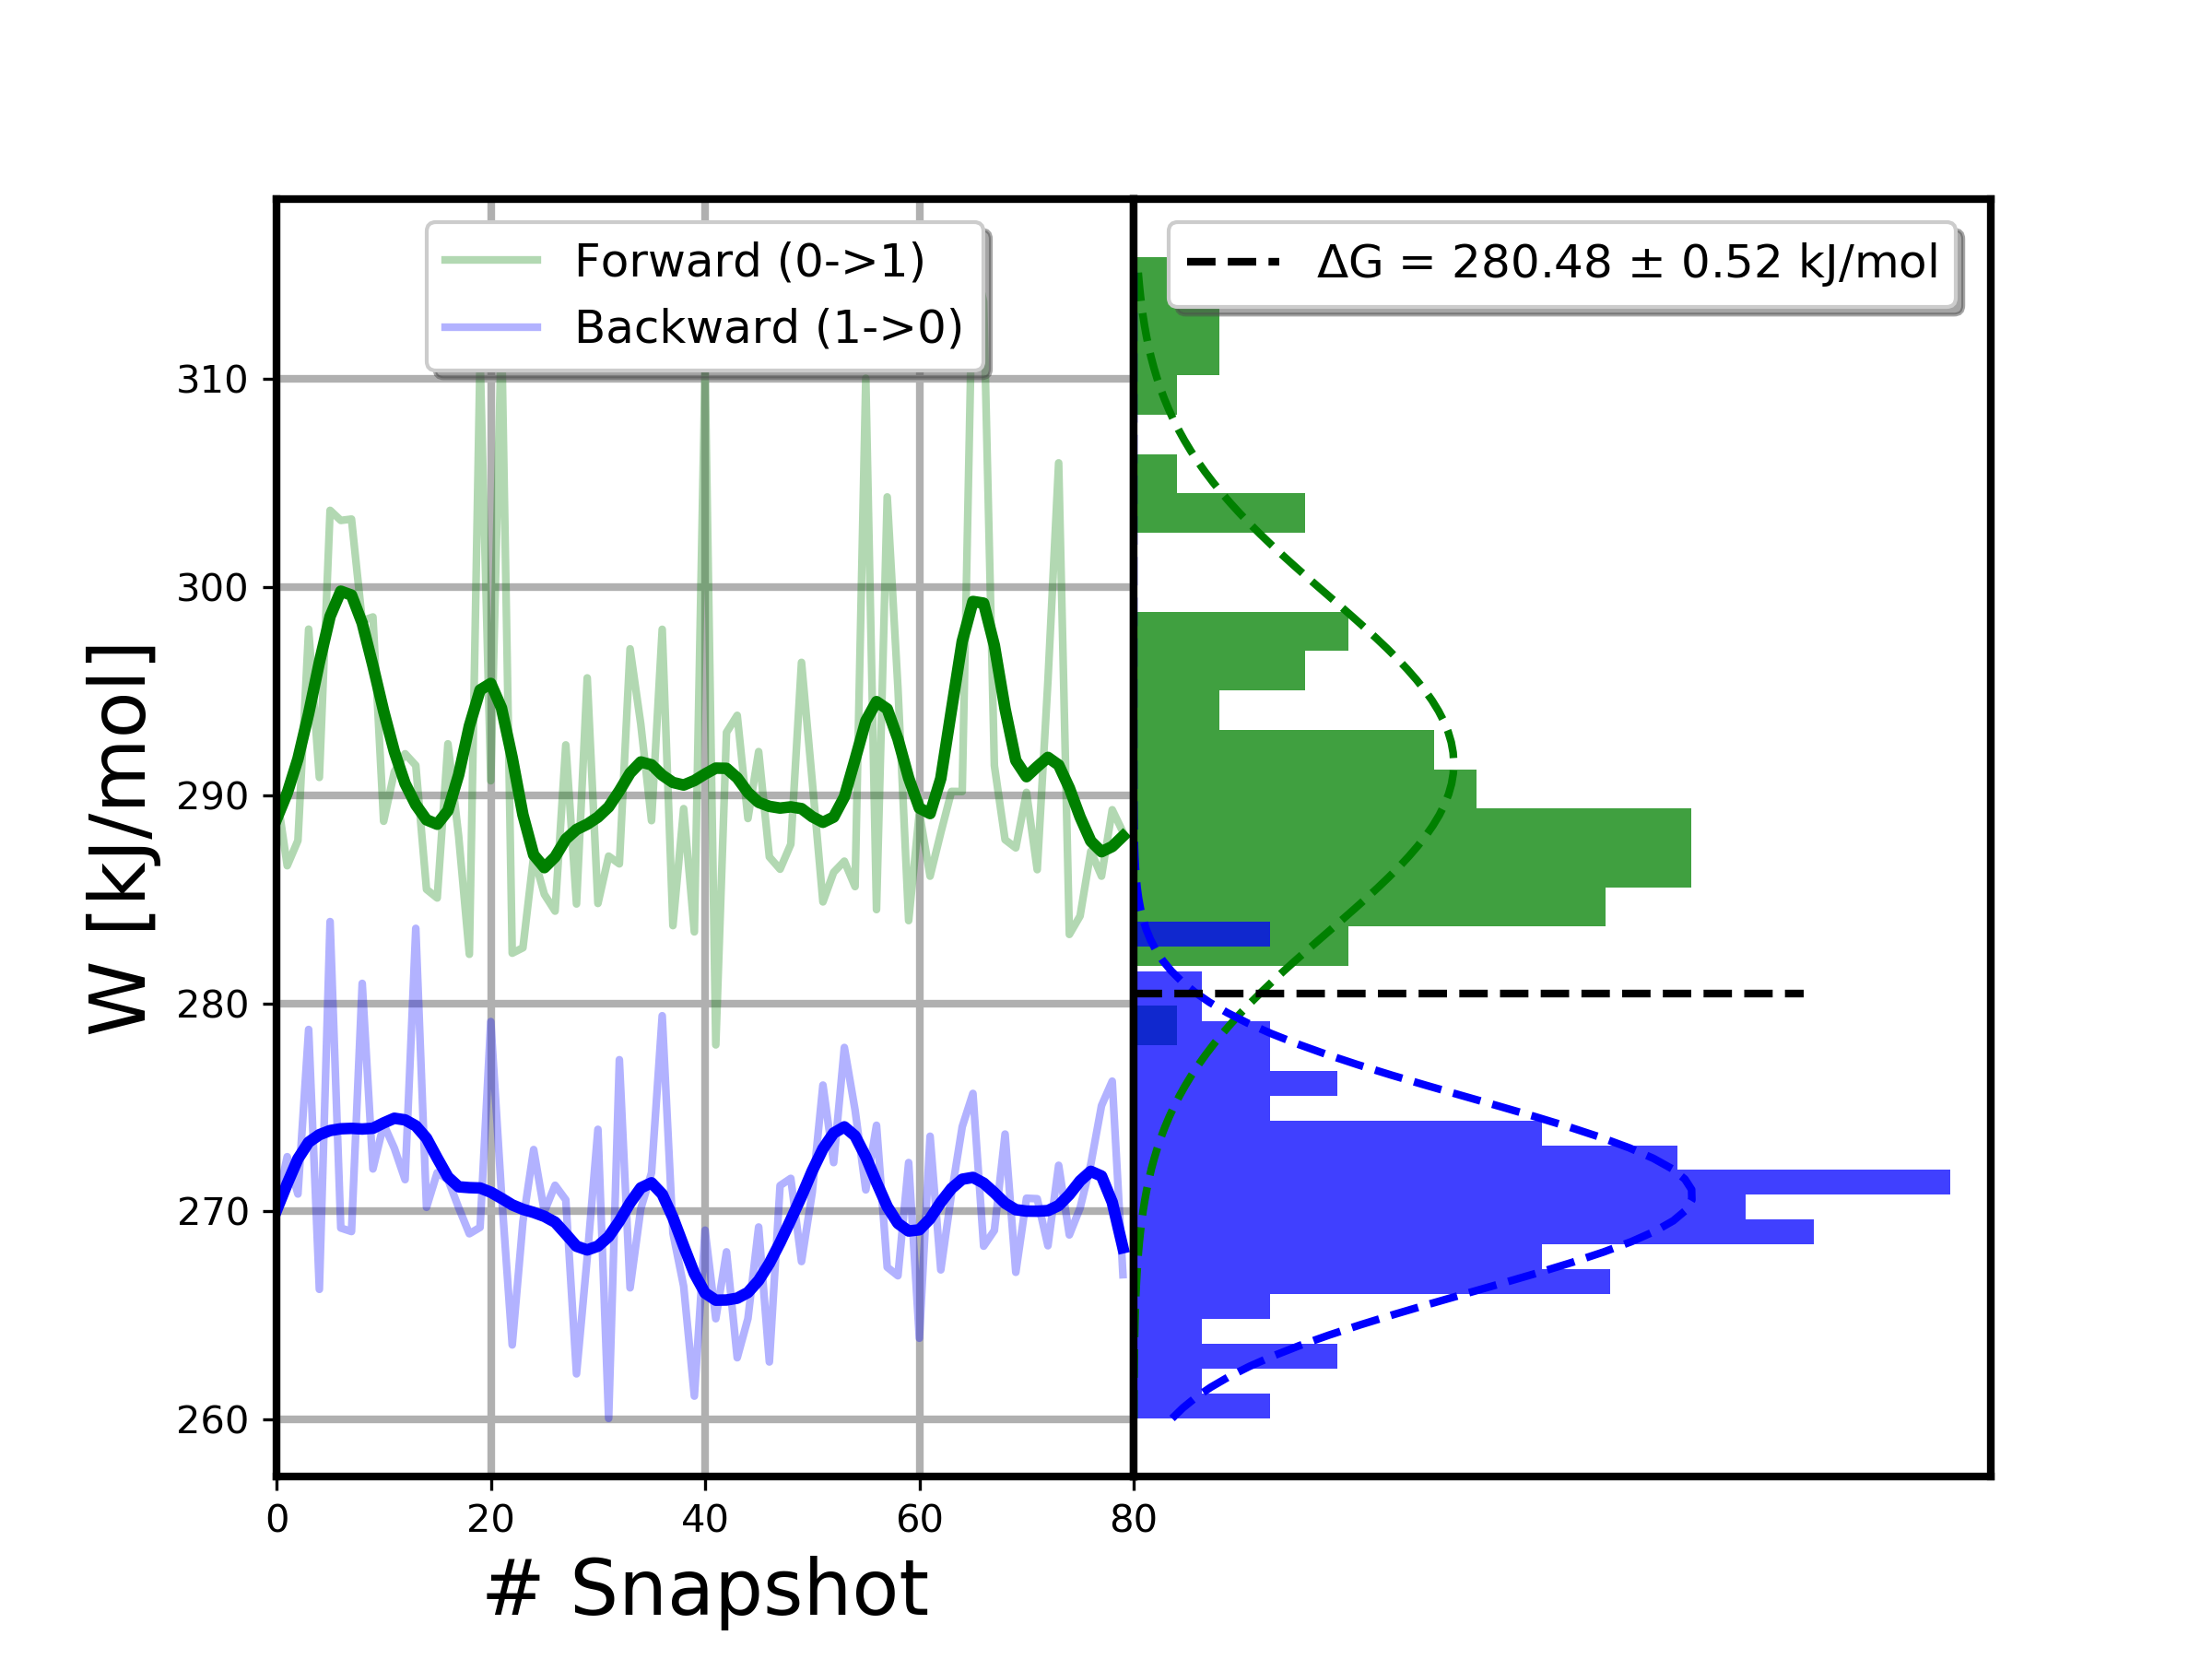 Forward (0->1)
Backward (1->0)
ΔG = 280.48 ± 0.52 kJ/mol
310
300
290
280
270
260
W [kJ/mol]
0 20 40 60 80
# Snapshot